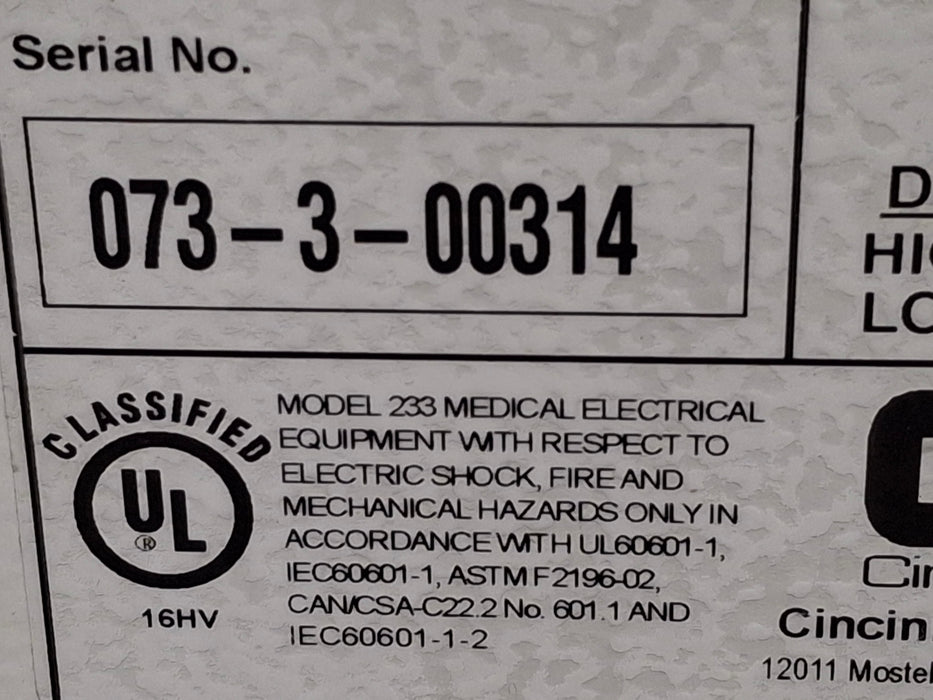 Serial No.
073-3-00314
D
HI
LO
CLASSIFIED
UL
®
16HV
MODEL 233 MEDICAL ELECTRICAL
EQUIPMENT WITH RESPECT TO
ELECTRIC SHOCK, FIRE AND
MECHANICAL HAZARDS ONLY IN
ACCORDANCE WITH UL60601-1,
IEC60601-1, ASTM F2196-02,
CAN/CSA-C22.2 No. 601.1 AND
IEC60601-1-2
Cin
Cincin
12011 Mostel